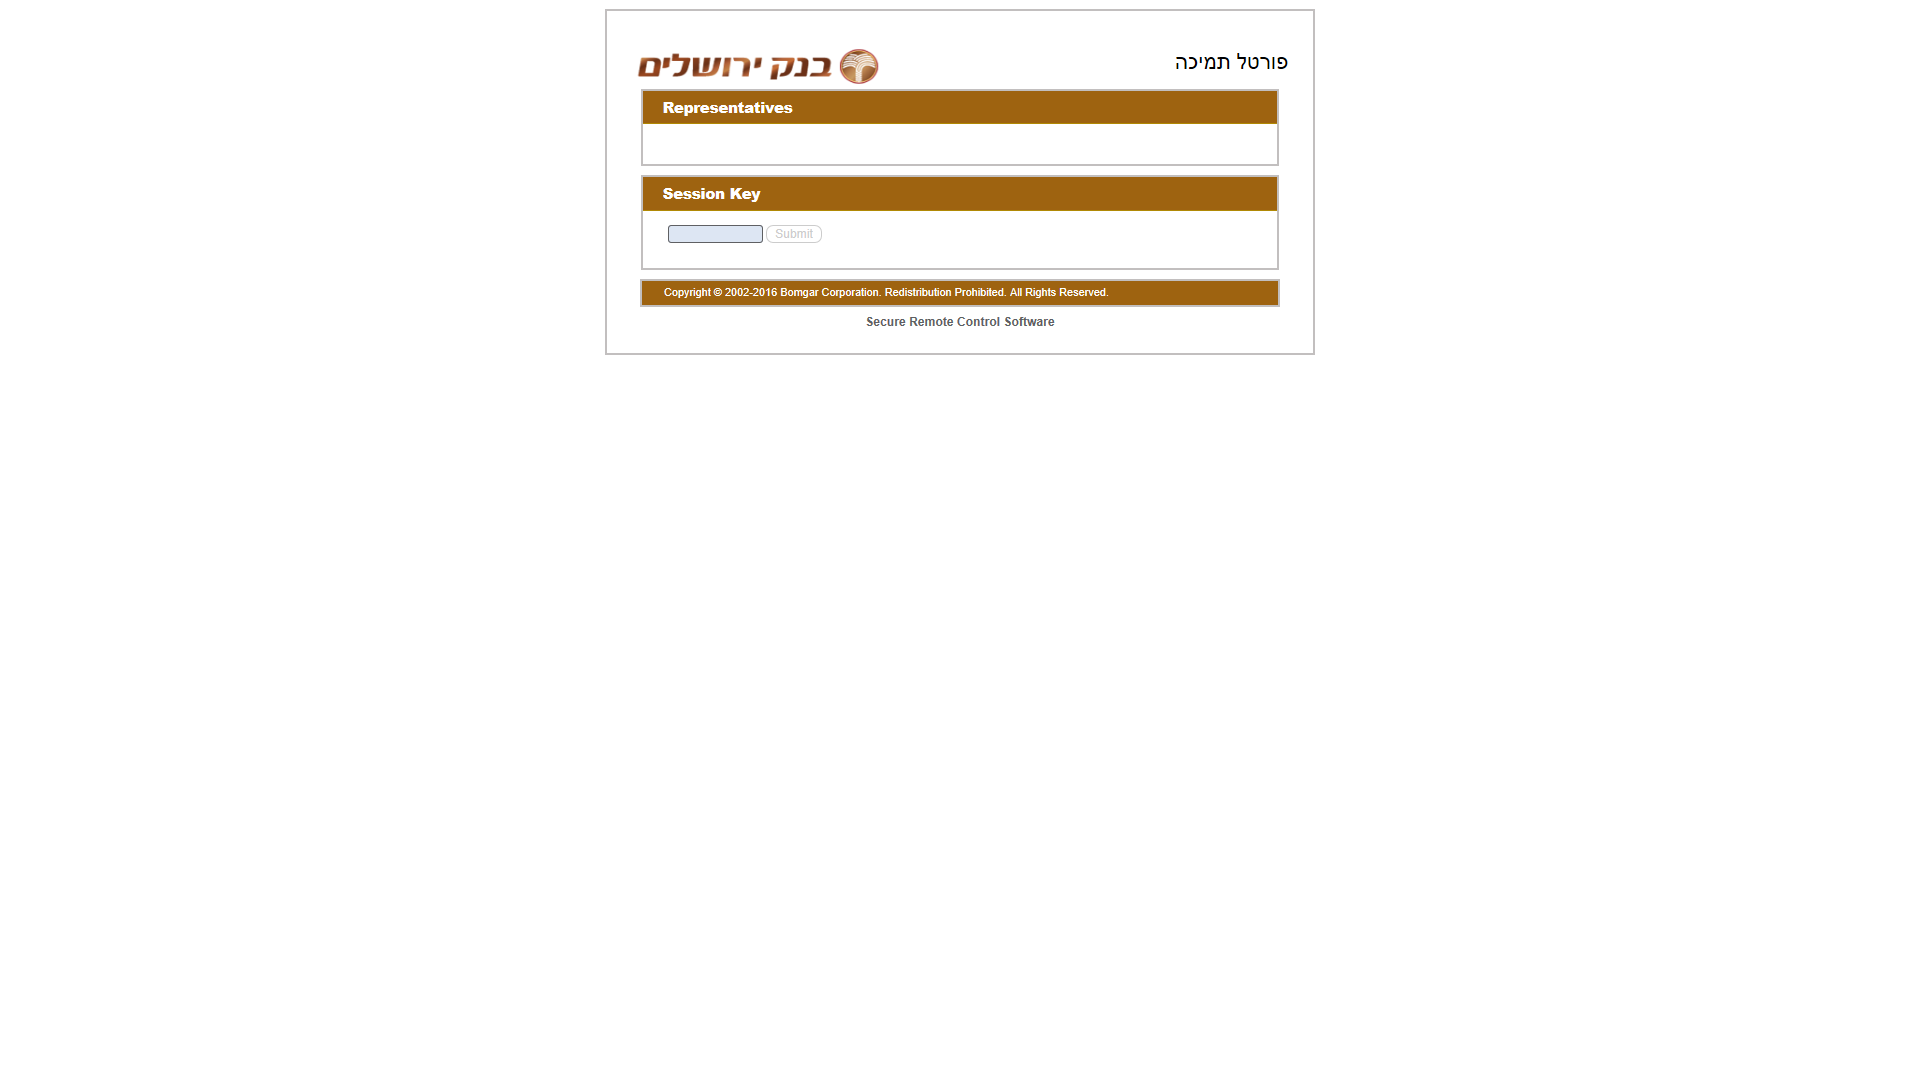 בנק ירושלים
פורטל תמיכה
Representatives
Session Key
Submit
Copyright © 2002-2016 Bomgar Corporation. Redistribution Prohibited. All Rights Reserved.
Secure Remote Control Software